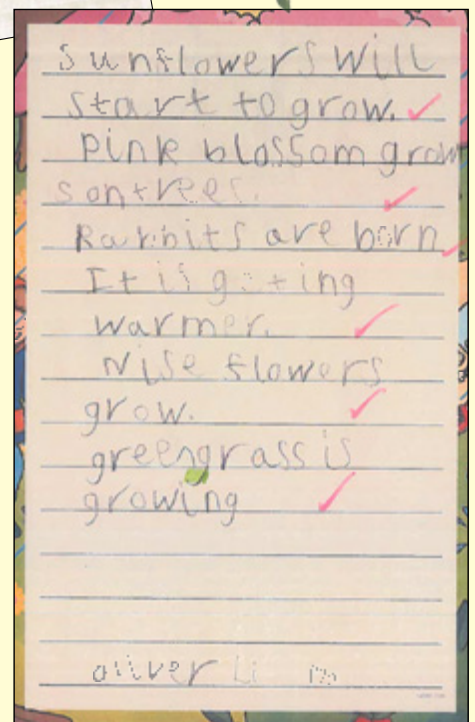 sunflowers will
start to grow.
Pink blossom grow
s on trees.
Rabbits are born
It is geting
warmer.
Nise flowers
grow.
greengrass is
growing
oliver